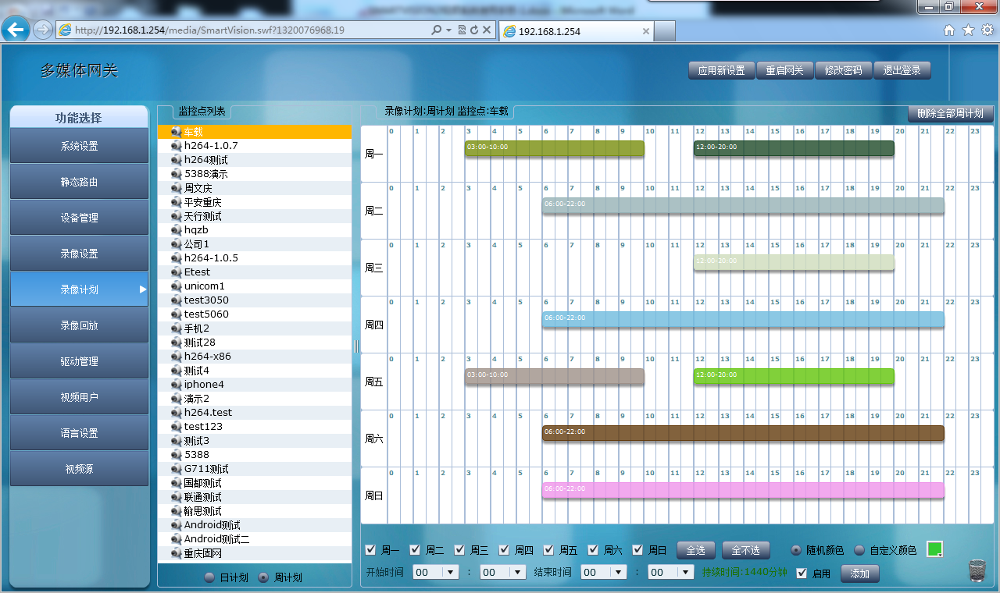 http://192.168.1.254/media/SmartVision.swf?1320076968.19
192.168.1.254
多媒体网关
应用新设置 重启网关 修改密码 退出登录
功能选择
系统设置
静态路由
设备管理
录像设置
录像计划
录像回放
驱动管理
视频用户
语言设置
视频源
监控点列表
车载
h264-1.0.7
h264测试
5388演示
周文庆
平安重庆
天行测试
hqzb
公司1
h264-1.0.5
Etest
unicom1
test3050
test5060
手机2
测试28
h264-x86
测试4
iphone4
演示2
h264.test
test123
测试3
5388
G711测试
国都测试
联通测试
翰思测试
Android测试
Android测试二
重庆固网
日计划 周计划
录像计划:周计划 监控点:车载
删除全部周计划
0 1 2 3 4 5 6 7 8 9 10 11 12 13 14 15 16 17 18 19 20 21 22 23
周一 03:00-10:00 12:00-20:00
0 1 2 3 4 5 6 7 8 9 10 11 12 13 14 15 16 17 18 19 20 21 22 23
周二 06:00-22:00
0 1 2 3 4 5 6 7 8 9 10 11 12 13 14 15 16 17 18 19 20 21 22 23
周三 12:00-20:00
0 1 2 3 4 5 6 7 8 9 10 11 12 13 14 15 16 17 18 19 20 21 22 23
周四 06:00-22:00
0 1 2 3 4 5 6 7 8 9 10 11 12 13 14 15 16 17 18 19 20 21 22 23
周五 03:00-10:00 12:00-20:00
0 1 2 3 4 5 6 7 8 9 10 11 12 13 14 15 16 17 18 19 20 21 22 23
周六 06:00-22:00
0 1 2 3 4 5 6 7 8 9 10 11 12 13 14 15 16 17 18 19 20 21 22 23
周日 06:00-22:00
周一 周二 周三 周四 周五 周六 周日 全选 全不选 随机颜色 自定义颜色
开始时间 00 : 00 结束时间 00 : 00 持续时间:1440分钟 启用 添加